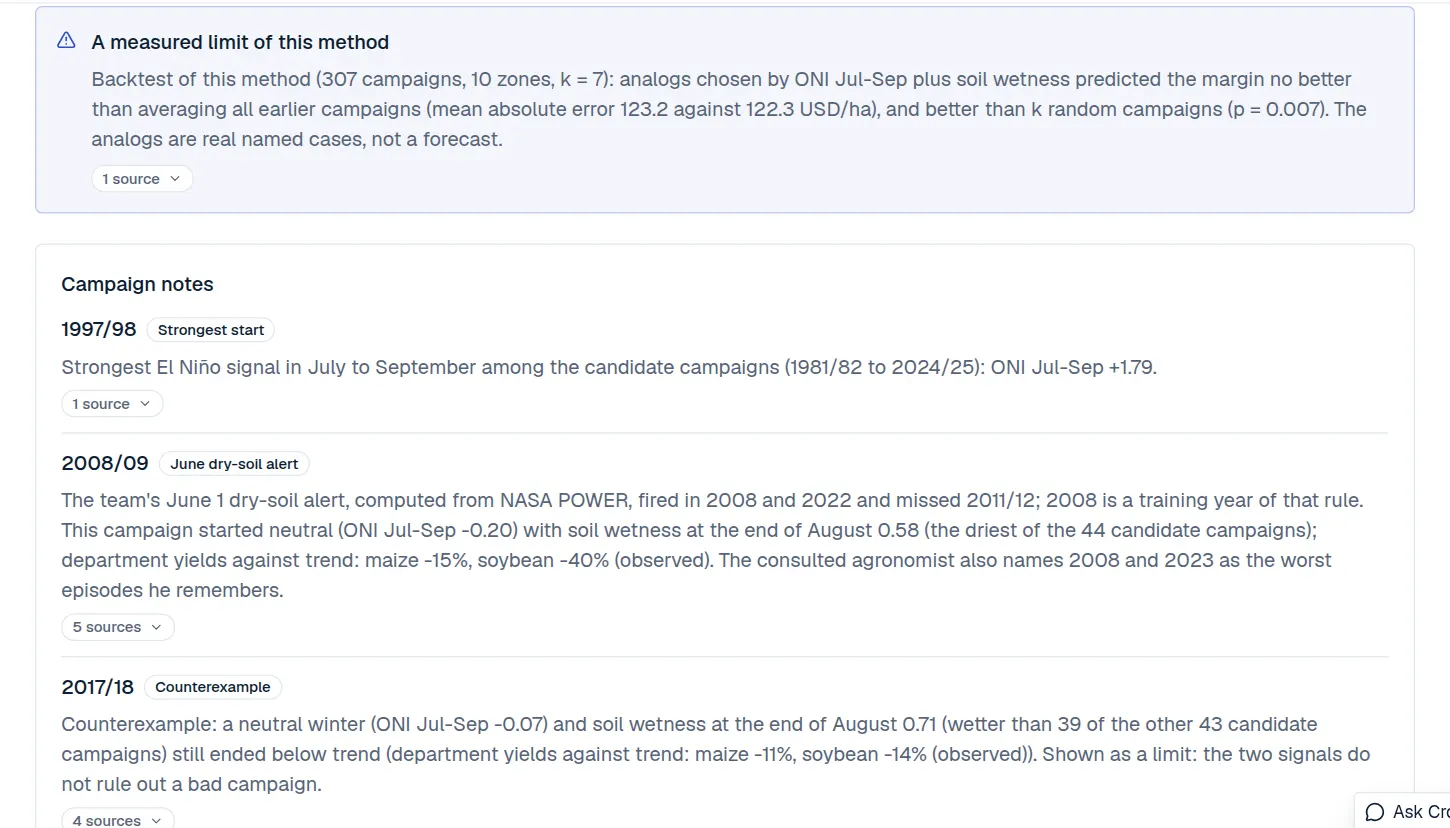 A measured limit of this method
Backtest of this method (307 campaigns, 10 zones, k = 7): analogs chosen by ONI Jul-Sep plus soil wetness predicted the margin no better
than averaging all earlier campaigns (mean absolute error 123.2 against 122.3 USD/ha), and better than k random campaigns (p = 0.007). The
analogs are real named cases, not a forecast.
1 source
Campaign notes
1997/98 Strongest start
Strongest El Niño signal in July to September among the candidate campaigns (1981/82 to 2024/25): ONI Jul-Sep +1.79.
1 source
2008/09 June dry-soil alert
The team's June 1 dry-soil alert, computed from NASA POWER, fired in 2008 and 2022 and missed 2011/12; 2008 is a training year of that rule.
This campaign started neutral (ONI Jul-Sep -0.20) with soil wetness at the end of August 0.58 (the driest of the 44 candidate campaigns);
department yields against trend: maize -15%, soybean -40% (observed). The consulted agronomist also names 2008 and 2023 as the worst
episodes he remembers.
5 sources
2017/18 Counterexample
Counterexample: a neutral winter (ONI Jul-Sep -0.07) and soil wetness at the end of August 0.71 (wetter than 39 of the other 43 candidate
campaigns) still ended below trend (department yields against trend: maize -11%, soybean -14% (observed)). Shown as a limit: the two signals do
not rule out a bad campaign.
4 sources
Ask Cro